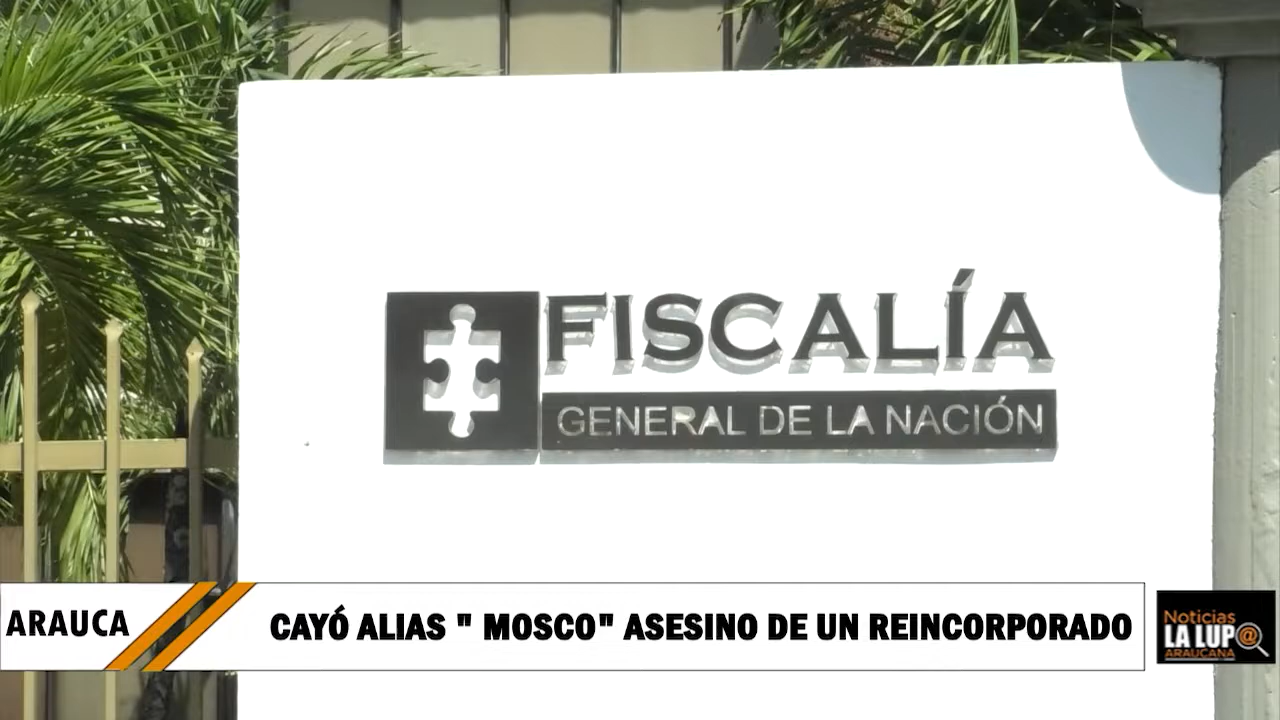 FISCALÍA
GENERAL DE LA NACIÓN
ARAUCA
CAYÓ ALIAS " MOSCO" ASESINO DE UN REINCORPORADO
Noticias
LA LUP@
ARAUCANA